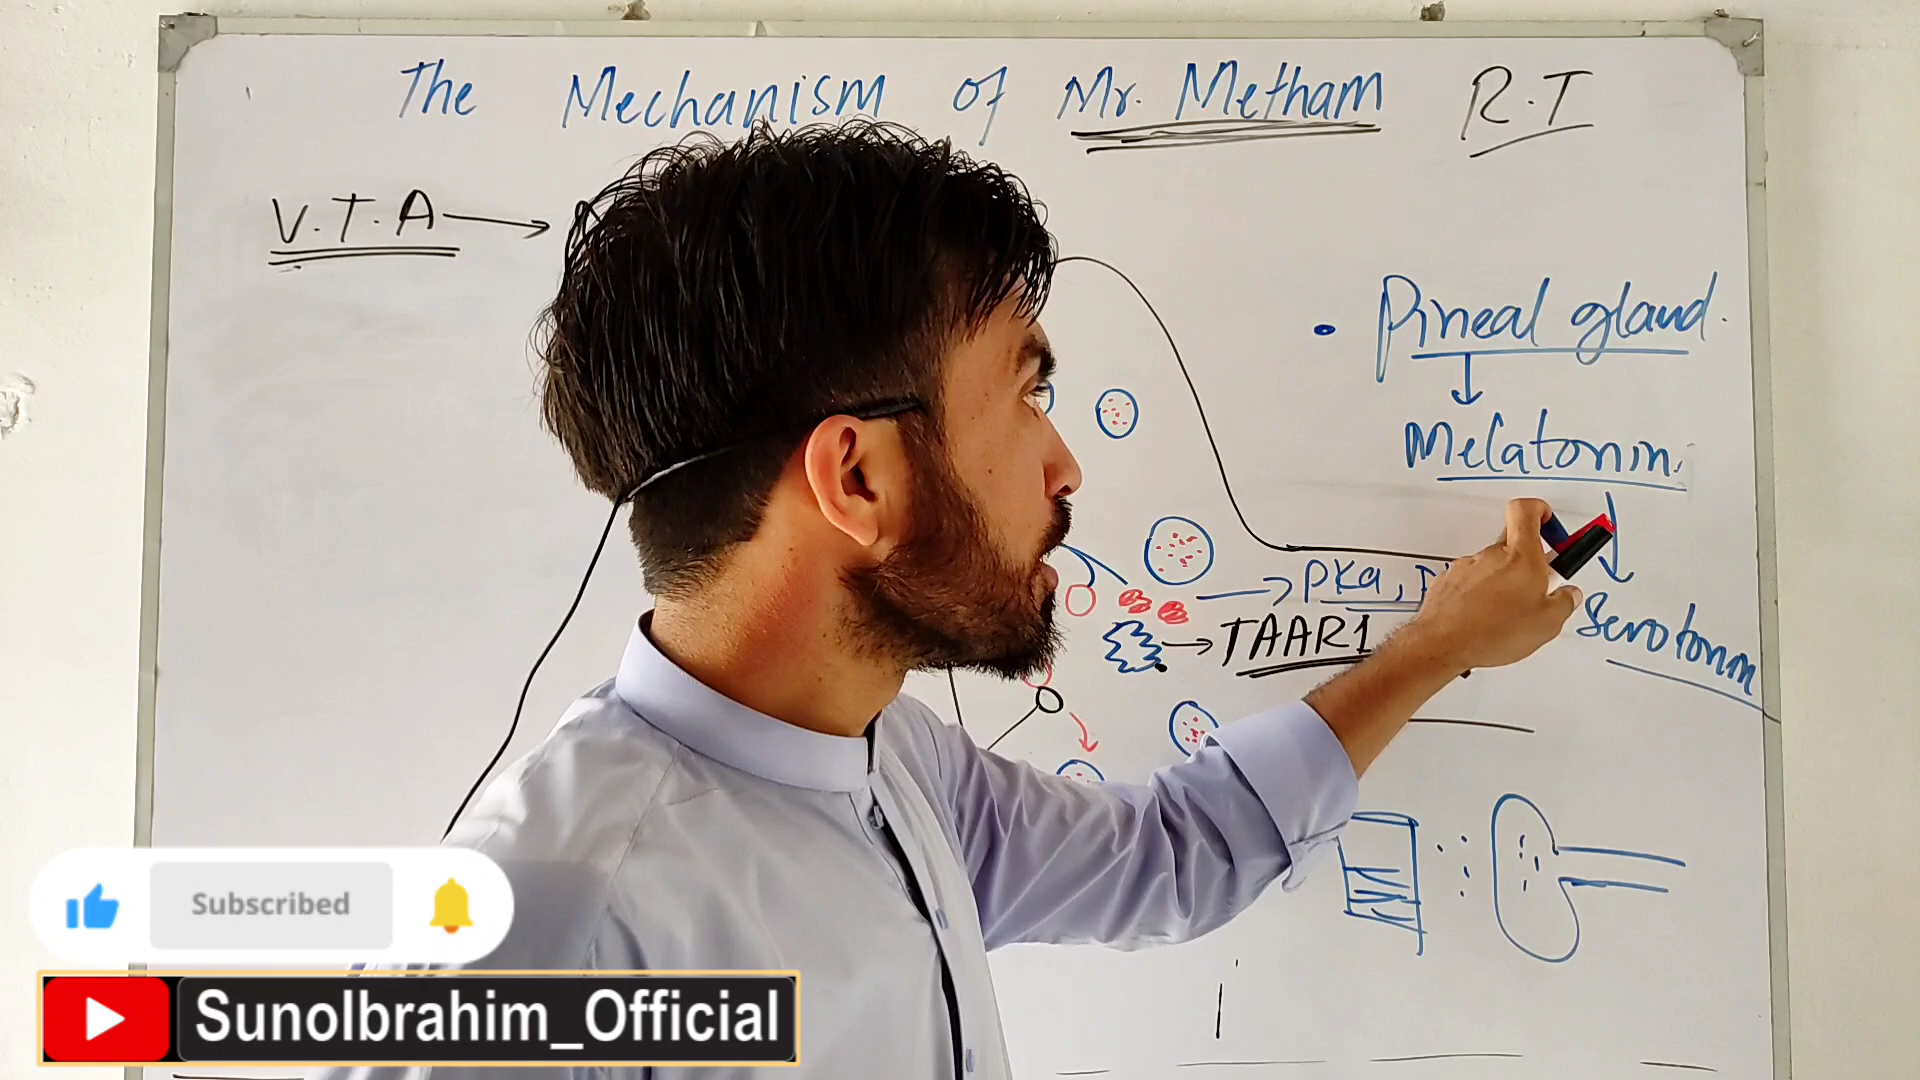 The Mechanism of Mr. Metham R.T
V.T.A
Pineal gland.
Melatonin.
Serotonin
PKa,
TAAR1
Subscribed
SunoIbrahim_Official